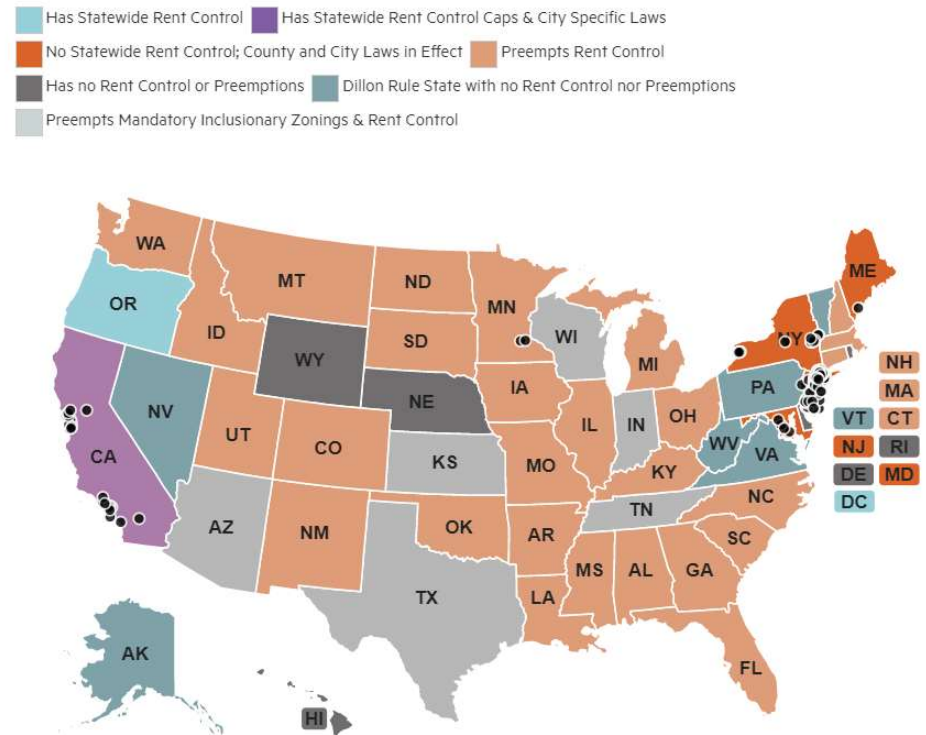 Has Statewide Rent Control Has Statewide Rent Control Caps & City Specific Laws
No Statewide Rent Control; County and City Laws in Effect Preempts Rent Control
Has no Rent Control or Preemptions Dillon Rule State with no Rent Control nor Preemptions
Preempts Mandatory Inclusionary Zonings & Rent Control
WA
ME
MT
ND
OR
MN
ID
SD
WI
NY
WY
MI
NH
IA
PA
MA
NE
NV
VT CT
OH
UT
IL
IN
CO
WV
NJ RI
CA
KS
MO
VA
KY
DE MD
NC
DC
TN
AZ
OK
NM
AR
SC
MS
AL
GA
TX
LA
AK
FL
HI